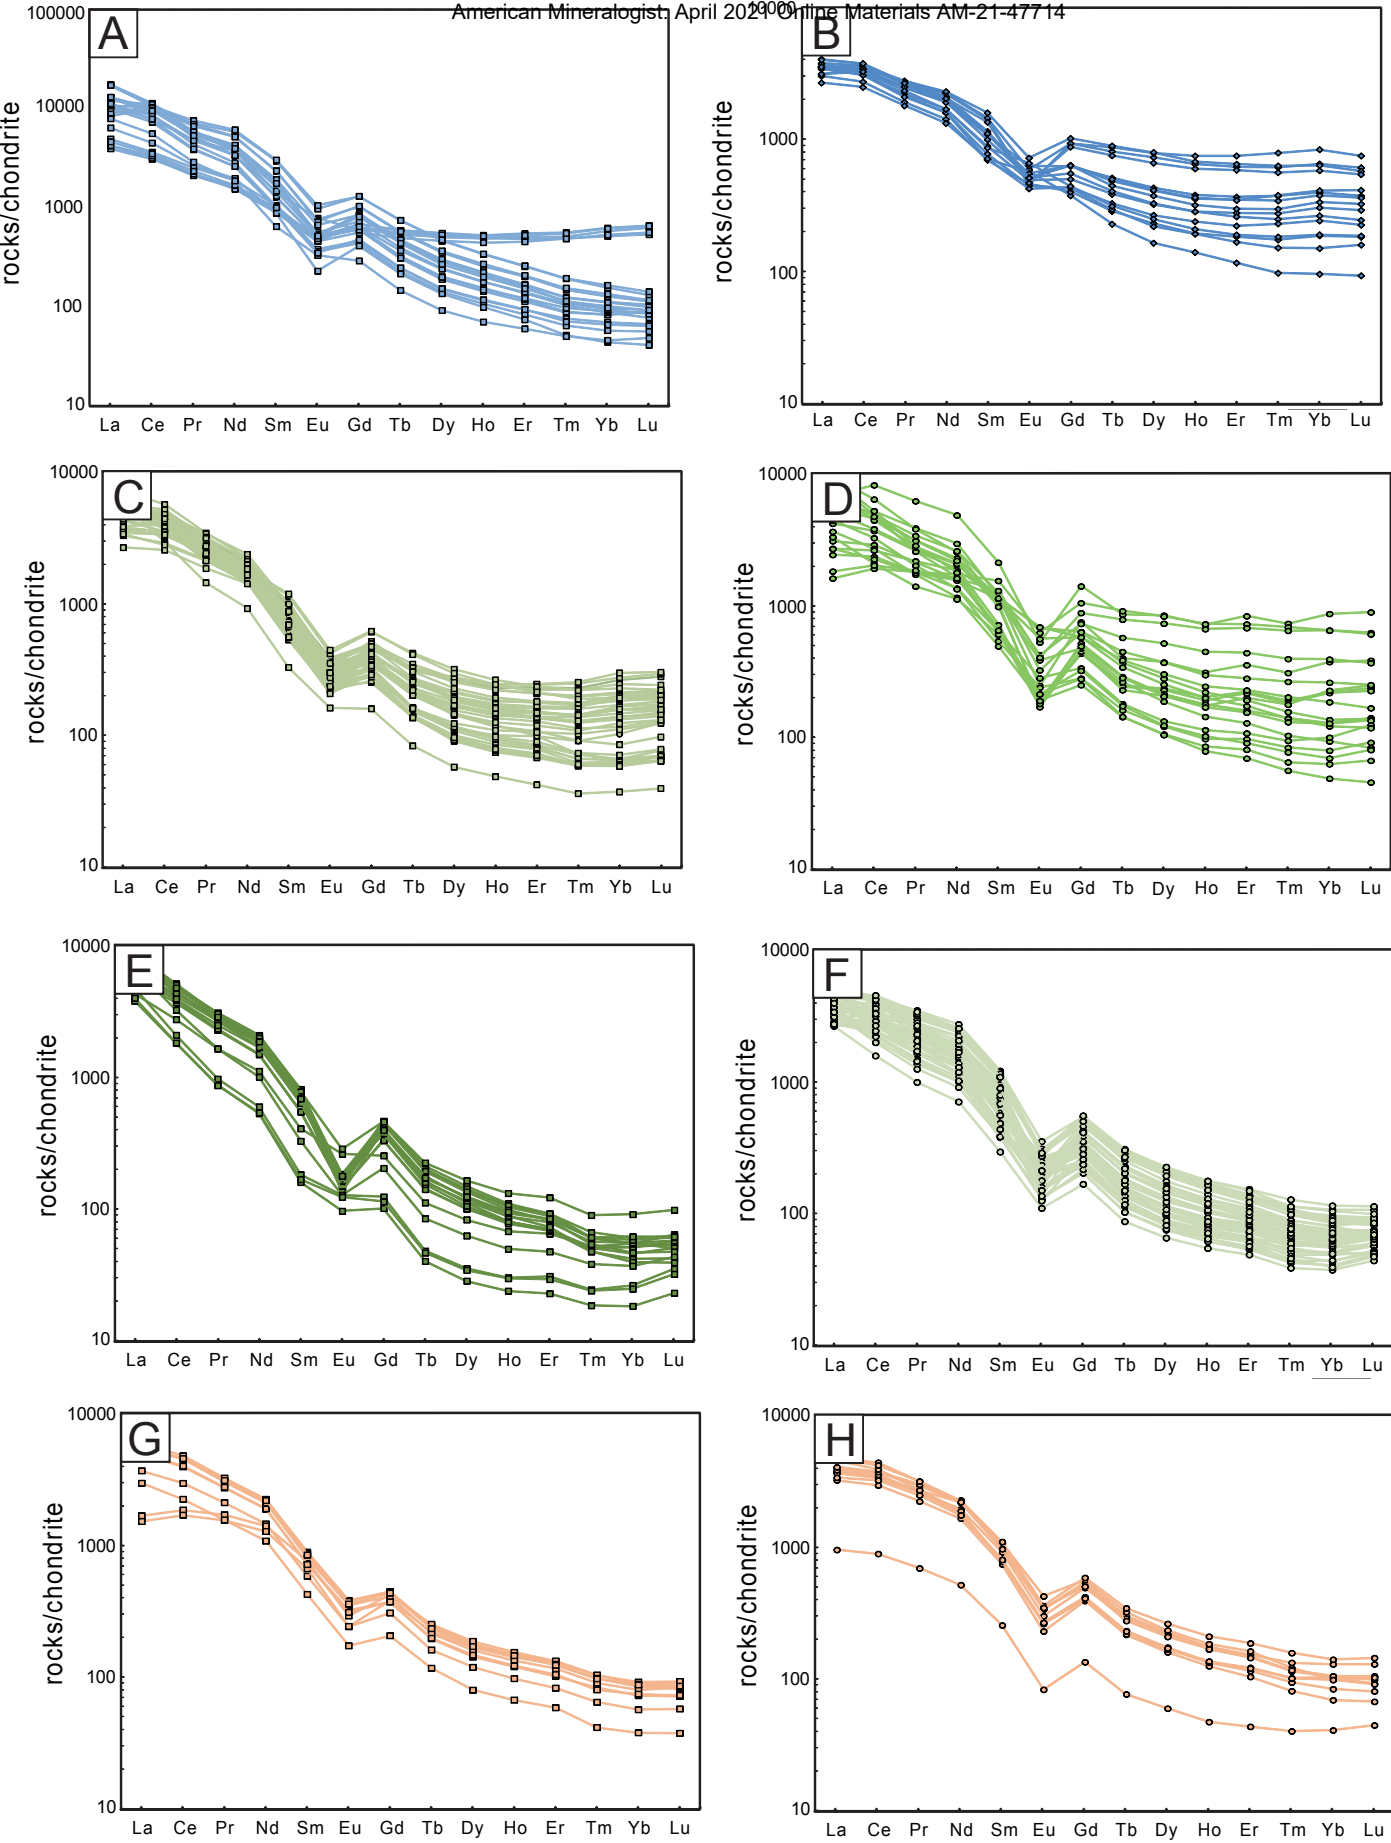 American Mineralogist: April 2021 Online Materials AM-21-47714
A
100000
10000
1000
100
10
rocks/chondrite
La Ce Pr Nd Sm Eu Gd Tb Dy Ho Er Tm Yb Lu
B
10000
1000
100
10
rocks/chondrite
La Ce Pr Nd Sm Eu Gd Tb Dy Ho Er Tm Yb Lu
C
10000
1000
100
10
rocks/chondrite
La Ce Pr Nd Sm Eu Gd Tb Dy Ho Er Tm Yb Lu
D
10000
1000
100
10
rocks/chondrite
La Ce Pr Nd Sm Eu Gd Tb Dy Ho Er Tm Yb Lu
E
10000
1000
100
10
rocks/chondrite
La Ce Pr Nd Sm Eu Gd Tb Dy Ho Er Tm Yb Lu
F
10000
1000
100
10
rocks/chondrite
La Ce Pr Nd Sm Eu Gd Tb Dy Ho Er Tm Yb Lu
G
10000
1000
100
10
rocks/chondrite
La Ce Pr Nd Sm Eu Gd Tb Dy Ho Er Tm Yb Lu
H
10000
1000
100
10
rocks/chondrite
La Ce Pr Nd Sm Eu Gd Tb Dy Ho Er Tm Yb Lu